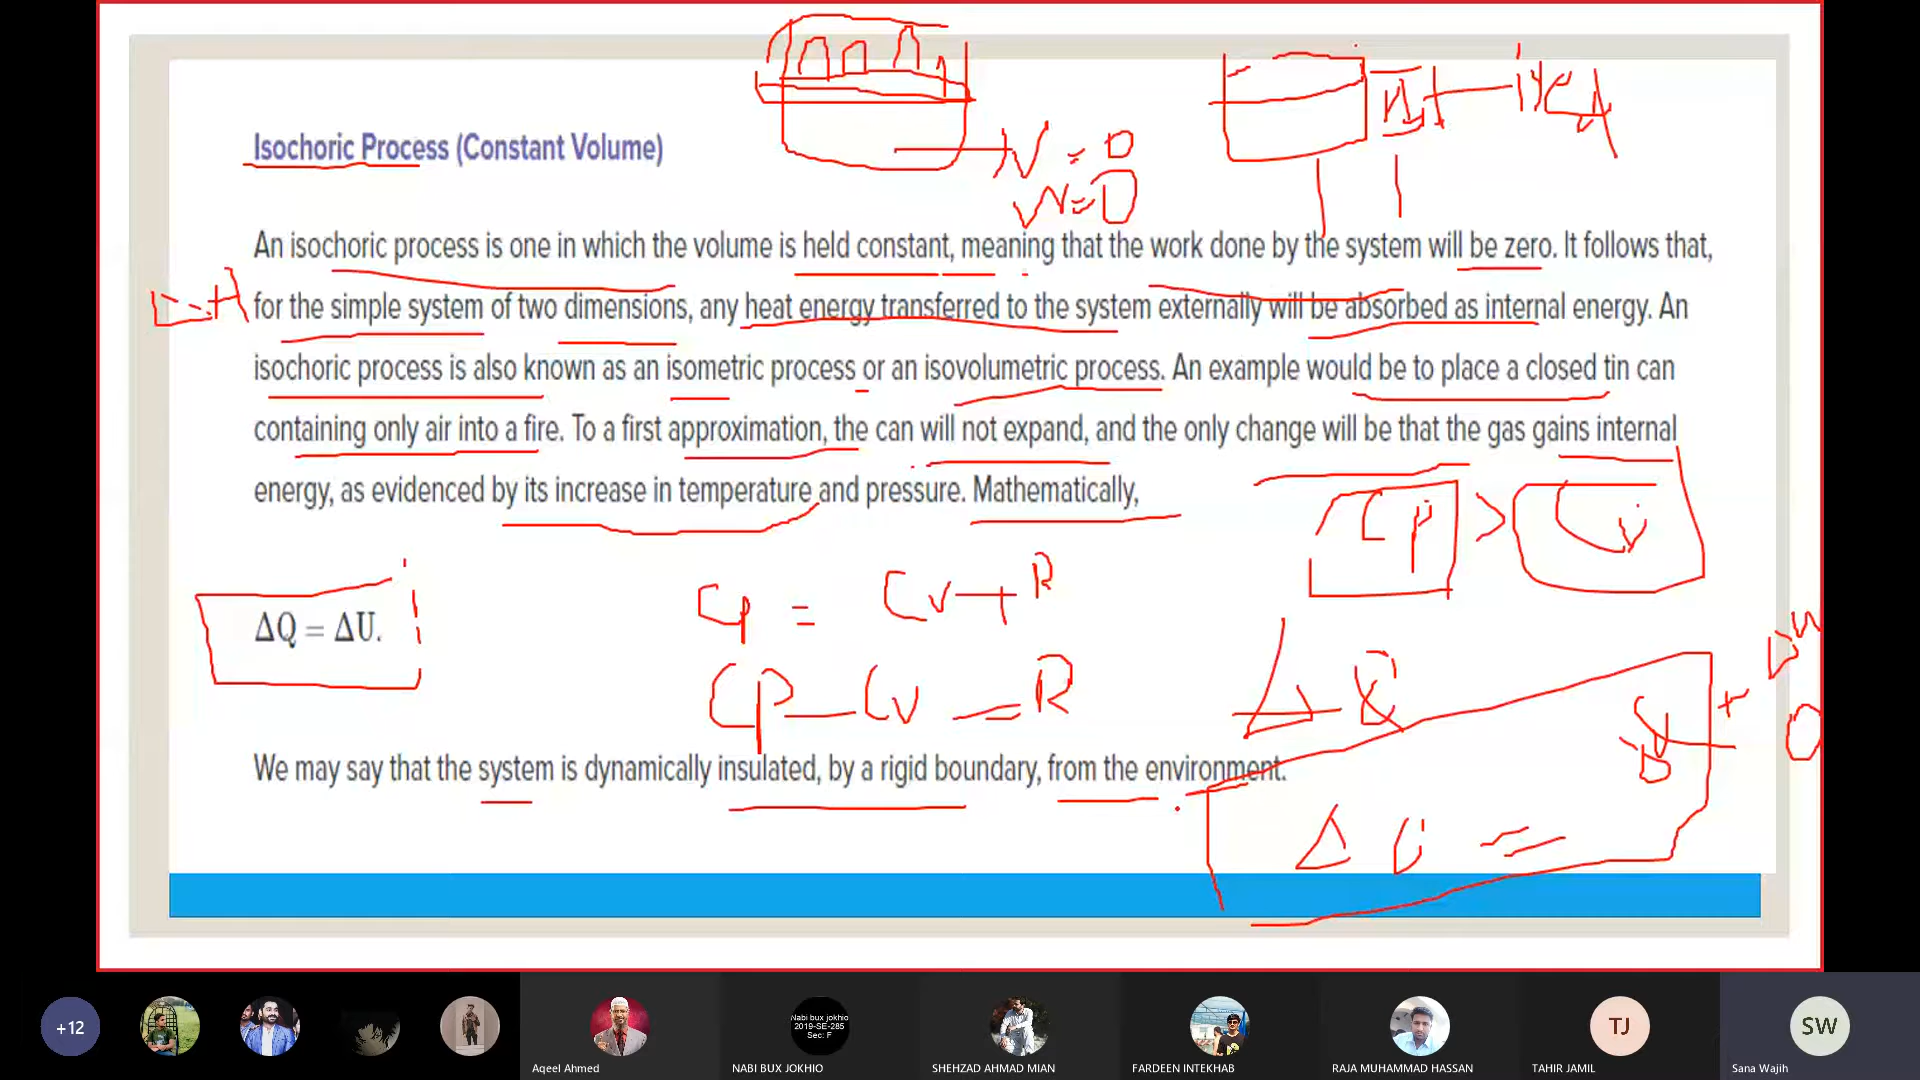 V = 0
W = 0
Isochoric Process (Constant Volume)
An isochoric process is one in which the volume is held constant, meaning that the work done by the system will be zero. It follows that,
for the simple system of two dimensions, any heat energy transferred to the system externally will be absorbed as internal energy. An
isochoric process is also known as an isometric process or an isovolumetric process. An example would be to place a closed tin can
containing only air into a fire. To a first approximation, the can will not expand, and the only change will be that the gas gains internal
energy, as evidenced by its increase in temperature and pressure. Mathematically,
Cp > Cv
Cp = Cv + R
ΔQ = ΔU.
Cp - Cv = R
We may say that the system is dynamically insulated, by a rigid boundary, from the environment.
+12
Nabi bux jokhio
2019-SE-285
Sec: F
TJ
SW
Aqeel Ahmed
NABI BUX JOKHIO
SHEHZAD AHMAD MIAN
FARDEEN INTEKHAB
RAJA MUHAMMAD HASSAN
TAHIR JAMIL
Sana Wajih